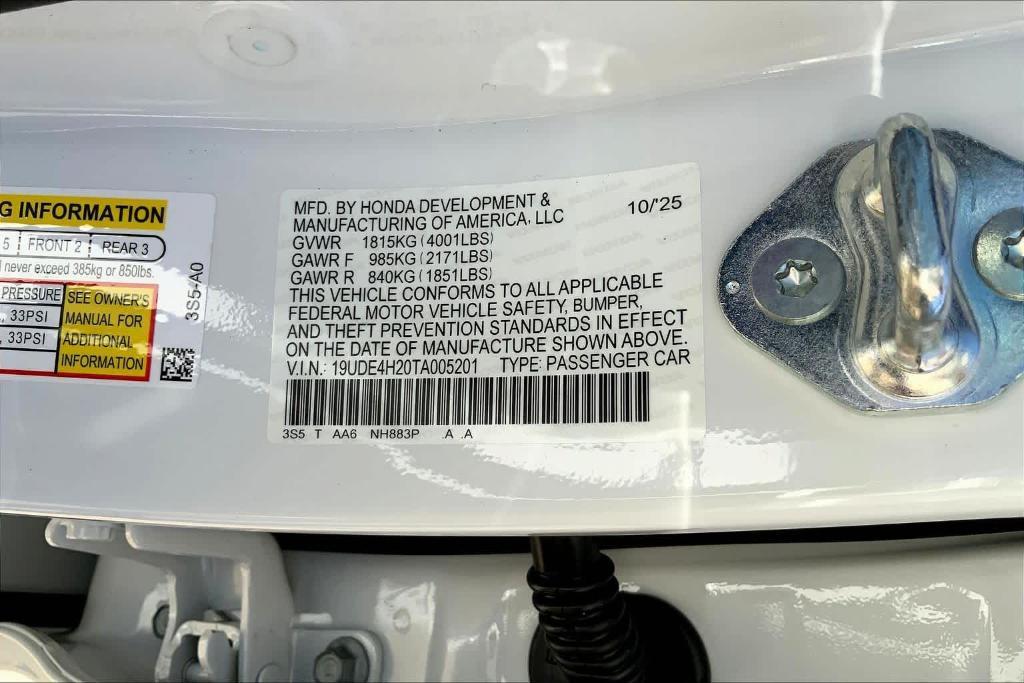 G INFORMATION
5 FRONT 2 REAR 3
l never exceed 385kg or 850lbs.
PRESSURE SEE OWNER'S
, 33PSI MANUAL FOR
, 33PSI ADDITIONAL
INFORMATION
3S5-A0
MFD. BY HONDA DEVELOPMENT & 10/'25
MANUFACTURING OF AMERICA, LLC
GVWR 1815KG (4001LBS)
GAWR F 985KG (2171LBS)
GAWR R 840KG (1851LBS)
THIS VEHICLE CONFORMS TO ALL APPLICABLE
FEDERAL MOTOR VEHICLE SAFETY, BUMPER,
AND THEFT PREVENTION STANDARDS IN EFFECT
ON THE DATE OF MANUFACTURE SHOWN ABOVE.
V.I.N.: 19UDE4H20TA005201 TYPE: PASSENGER CAR
3S5 T AA6 NH883P .A .A